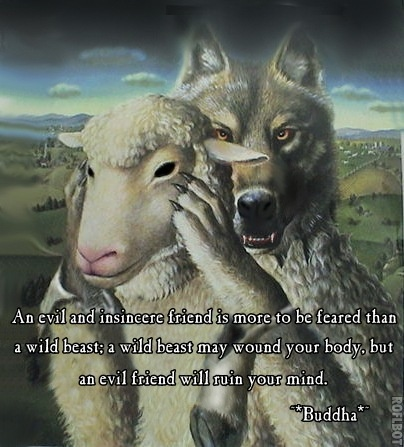 An evil and insincere friend is more to be feared than
a wild beast; a wild beast may wound your body, but
an evil friend will ruin your mind.
~*Buddha*~
ROFLBOT